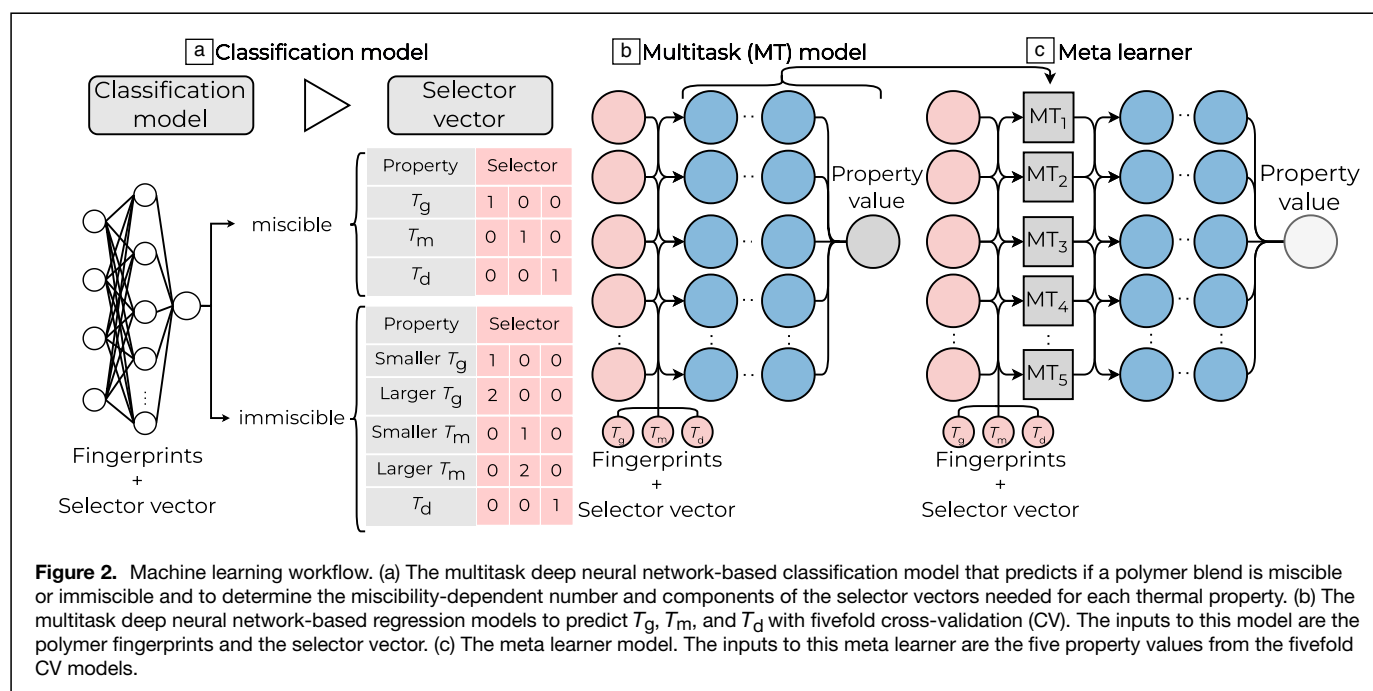 a Classification model
Classification
model
Selector
vector
Property Selector
Tg 1 0 0
Tm 0 1 0
Td 0 0 1
miscible
Property Selector
Smaller Tg 1 0 0
Larger Tg 2 0 0
Smaller Tm 0 1 0
Larger Tm 0 2 0
Td 0 0 1
immiscible
Fingerprints
+
Selector vector
b Multitask (MT) model
Property
value
Tg Tm Td
Fingerprints
+
Selector vector
c Meta learner
MT1
MT2
MT3
MT4
MT5
Property
value
Tg Tm Td
Fingerprints
+
Selector vector
Figure 2. Machine learning workflow. (a) The multitask deep neural network-based classification model that predicts if a polymer blend is miscible
or immiscible and to determine the miscibility-dependent number and components of the selector vectors needed for each thermal property. (b) The
multitask deep neural network-based regression models to predict Tg, Tm, and Td with fivefold cross-validation (CV). The inputs to this model are the
polymer fingerprints and the selector vector. (c) The meta learner model. The inputs to this meta learner are the five property values from the fivefold
CV models.